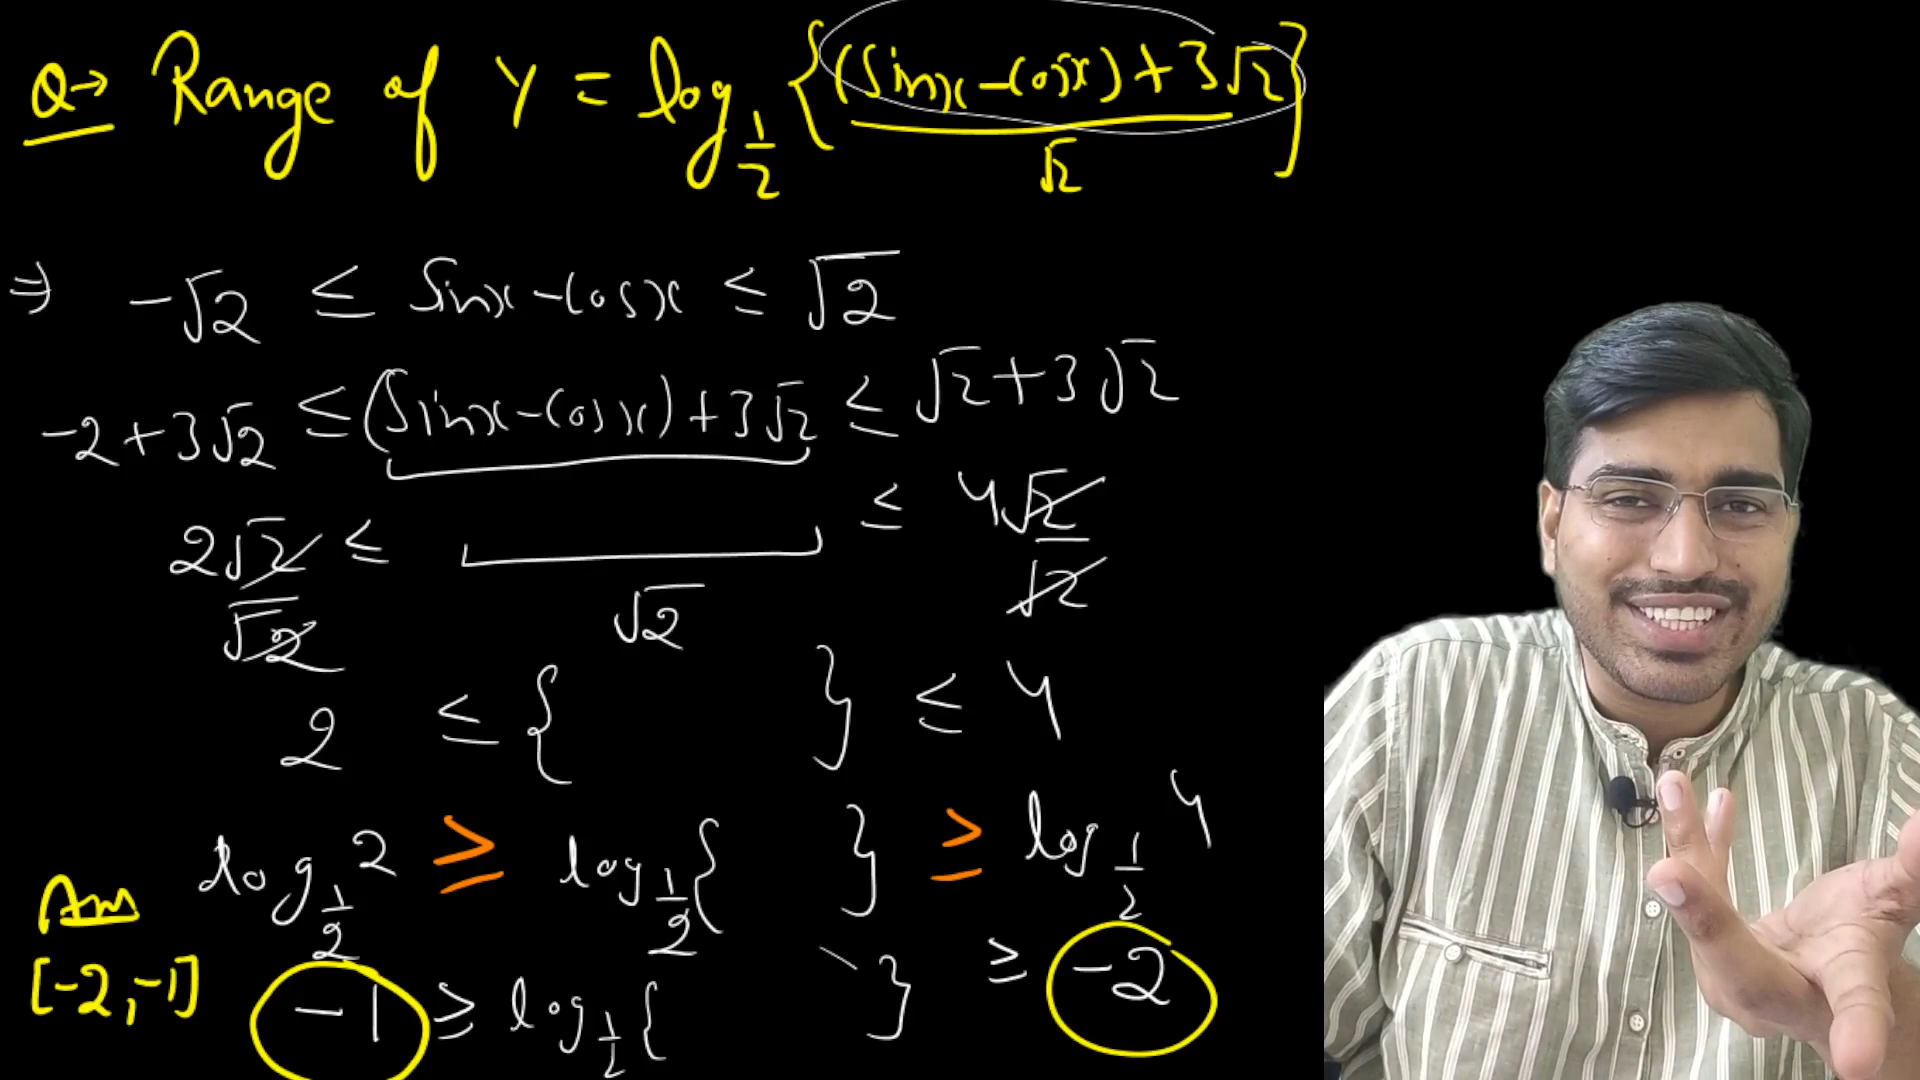 Q→ Range of y = log_{1/2} { ((Sinx-Cosx)+3√2)/√2 }
⇒ -√2 ≤ Sinx-Cosx ≤ √2
-2+3√2 ≤ (Sinx-Cosx)+3√2 ≤ √2+3√2
2√2/√2 ≤ ⎵/√2 ≤ 4√2/√2
2 ≤ { } ≤ 4
log_{1/2} 2 ≥ log_{1/2} { } ≥ log_{1/2} 4
Ans
[-2,-1]
-1 ≥ log_{1/2} { } ≥ -2